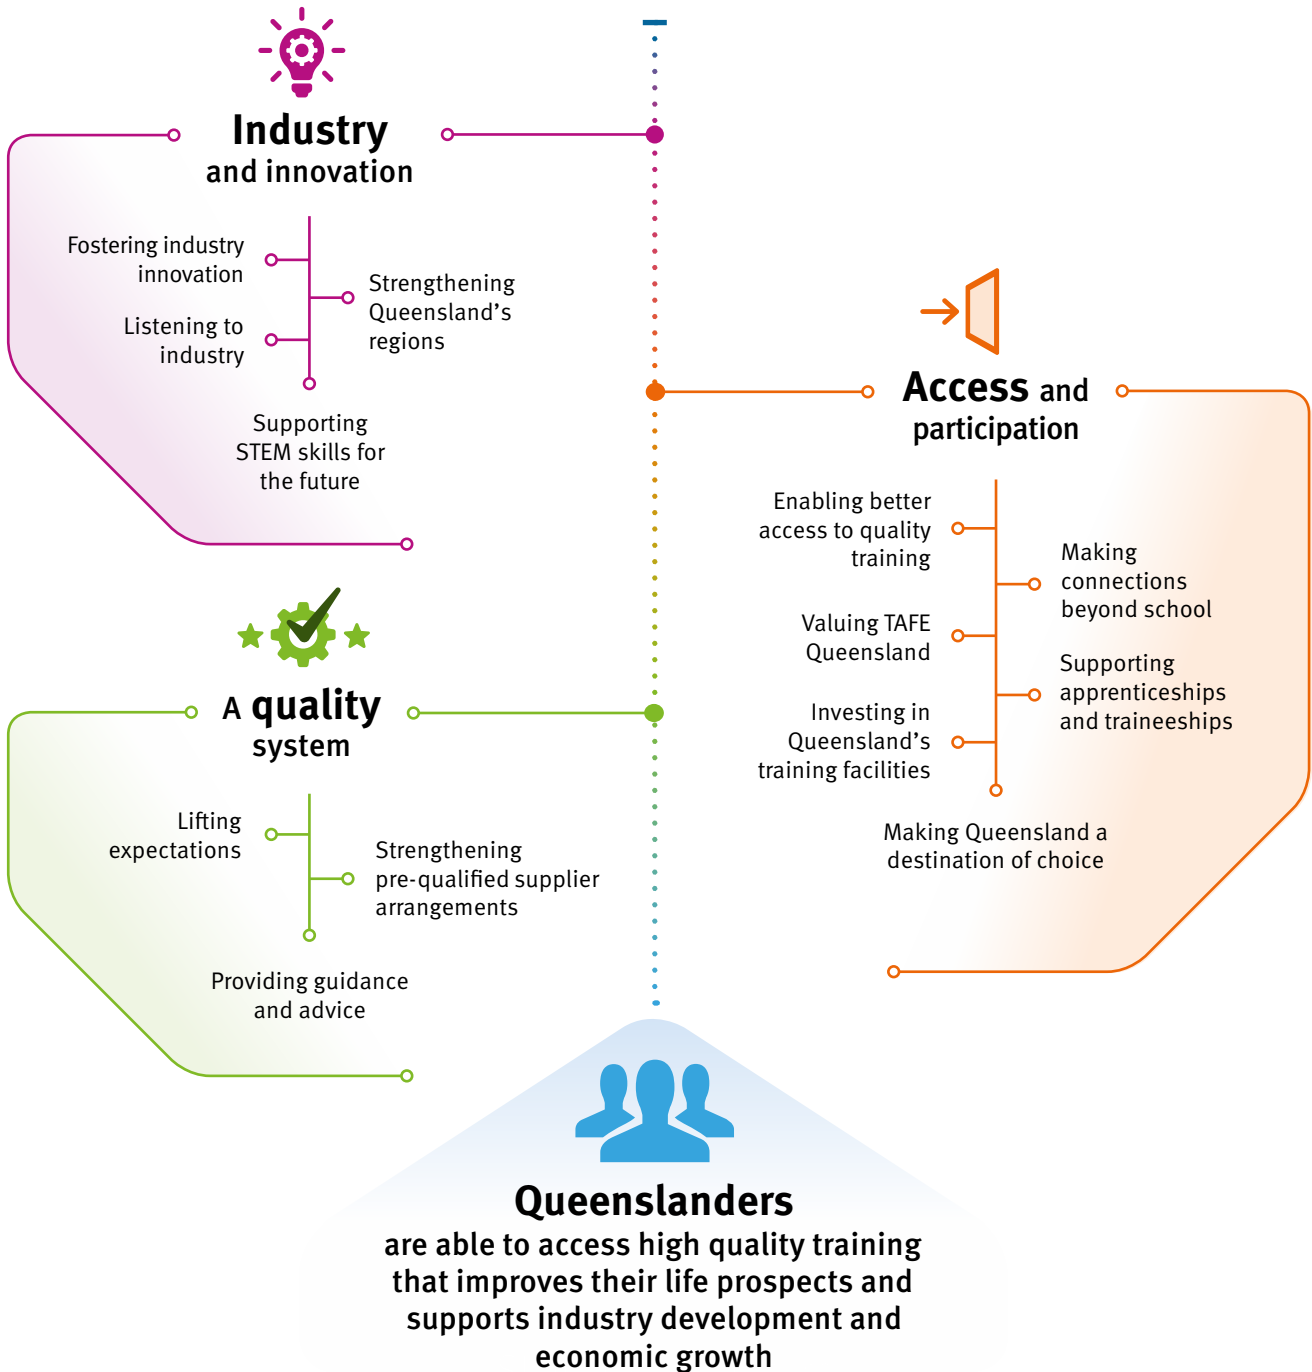 Industry
and innovation
Fostering industry
innovation
Strengthening
Queensland’s
regions
Listening to
industry
Supporting
STEM skills for
the future
Access and
participation
Enabling better
access to quality
training
Making
connections
beyond school
Valuing TAFE
Queensland
Supporting
apprenticeships
and traineeships
Investing in
Queensland’s
training facilities
Making Queensland a
destination of choice
A quality
system
Lifting
expectations
Strengthening
pre-qualified supplier
arrangements
Providing guidance
and advice
Queenslanders
are able to access high quality training
that improves their life prospects and
supports industry development and
economic growth